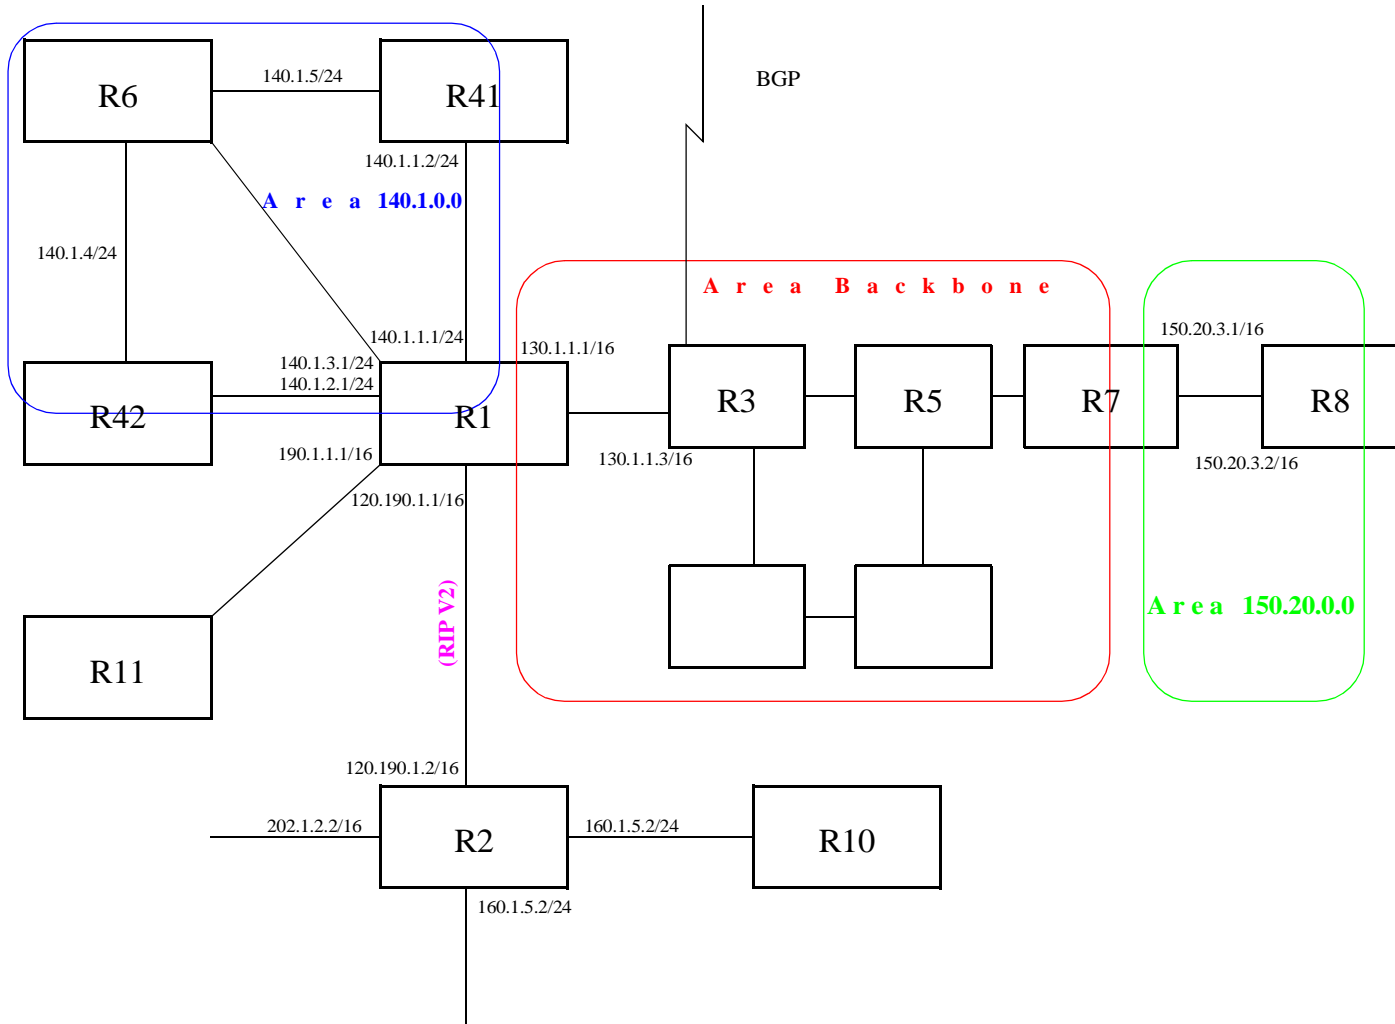 BGP
R6
140.1.5/24
R41
140.1.1.2/24
A r e a 140.1.0.0
140.1.4/24
A r e a B a c k b o n e
140.1.1.1/24
130.1.1.1/16
150.20.3.1/16
140.1.3.1/24
140.1.2.1/24
R42
R1
R3
R5
R7
R8
190.1.1.1/16
130.1.1.3/16
150.20.3.2/16
120.190.1.1/16
(RIP V2)
A r e a 150.20.0.0
R11
120.190.1.2/16
202.1.2.2/16
R2
160.1.5.2/24
R10
160.1.5.2/24